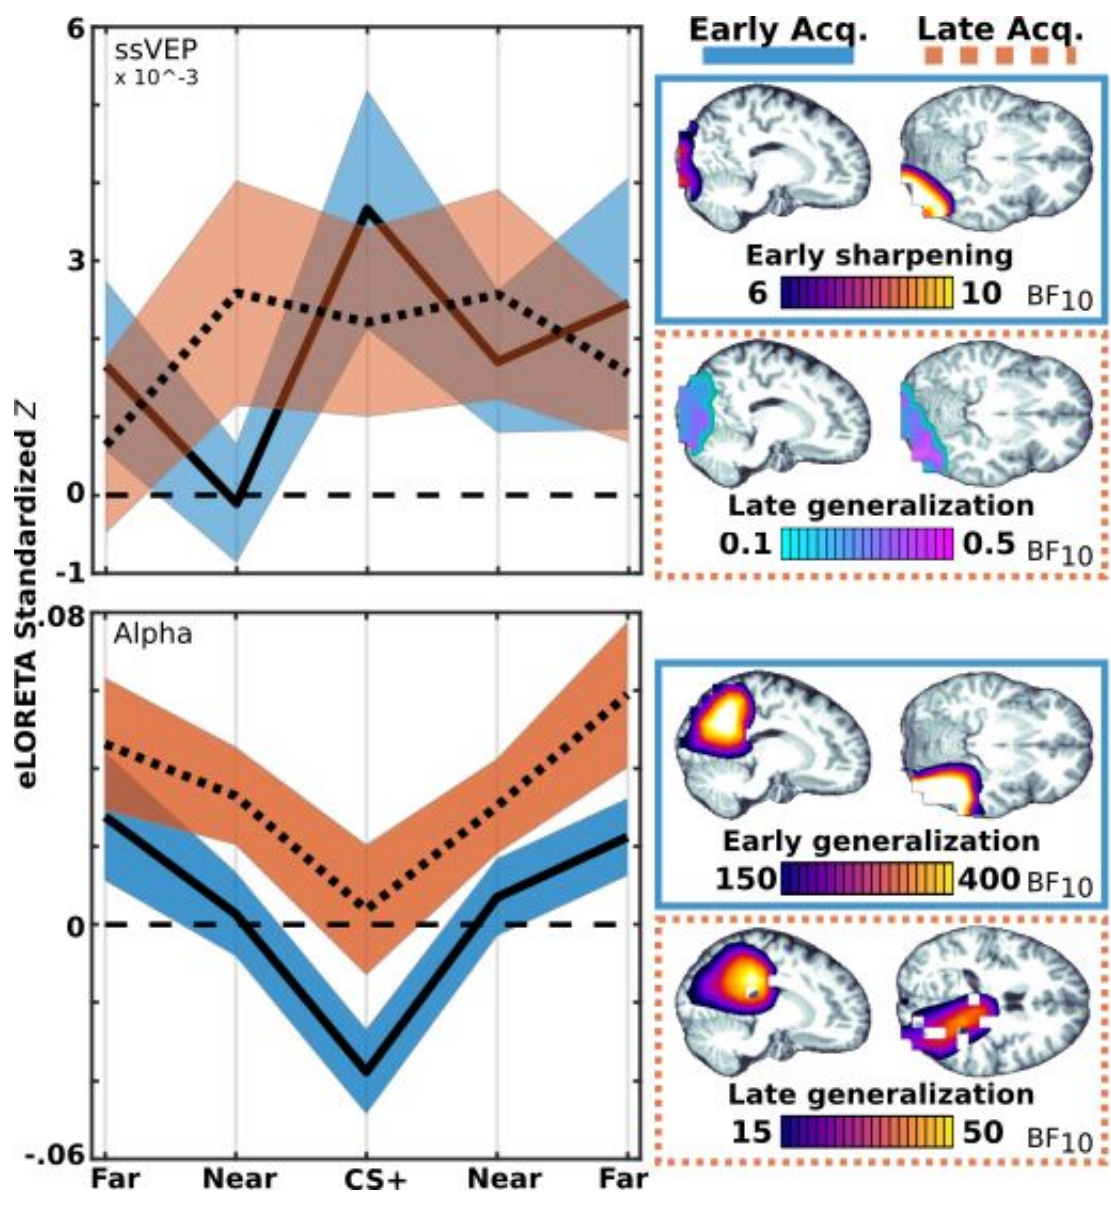 6
ssVEP
x 10^-3
3
0
-1
eLORETA Standardized Z
Early Acq.
Late Acq.
Early sharpening
6 10 BF10
Late generalization
0.1 0.5 BF10
.08
Alpha
0
-.06
Far Near CS+ Near Far
Early generalization
150 400 BF10
Late generalization
15 50 BF10